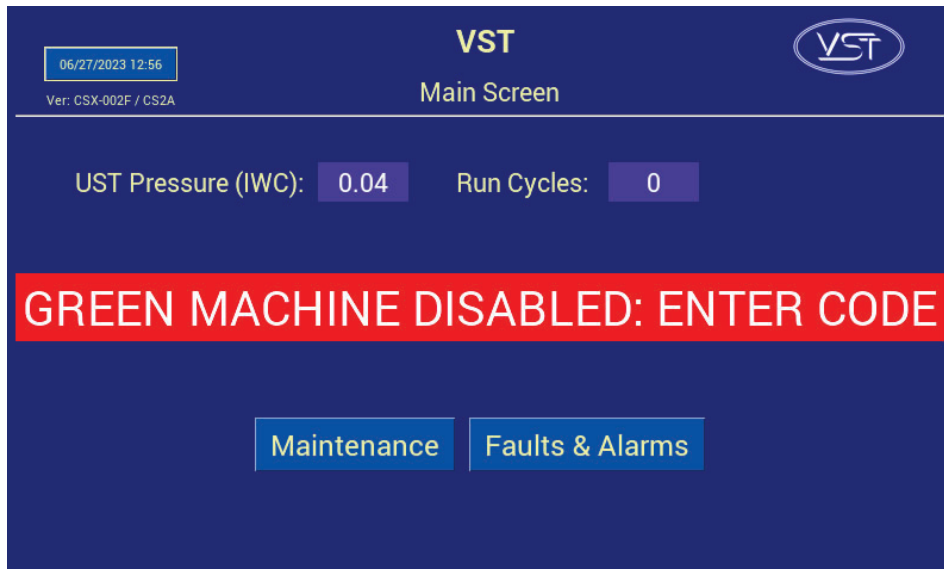 VST
VST
06/27/2023 12:56
Main Screen
Ver: CSX-002F / CS2A
UST Pressure (IWC): 0.04 Run Cycles: 0
GREEN MACHINE DISABLED: ENTER CODE
Maintenance Faults & Alarms